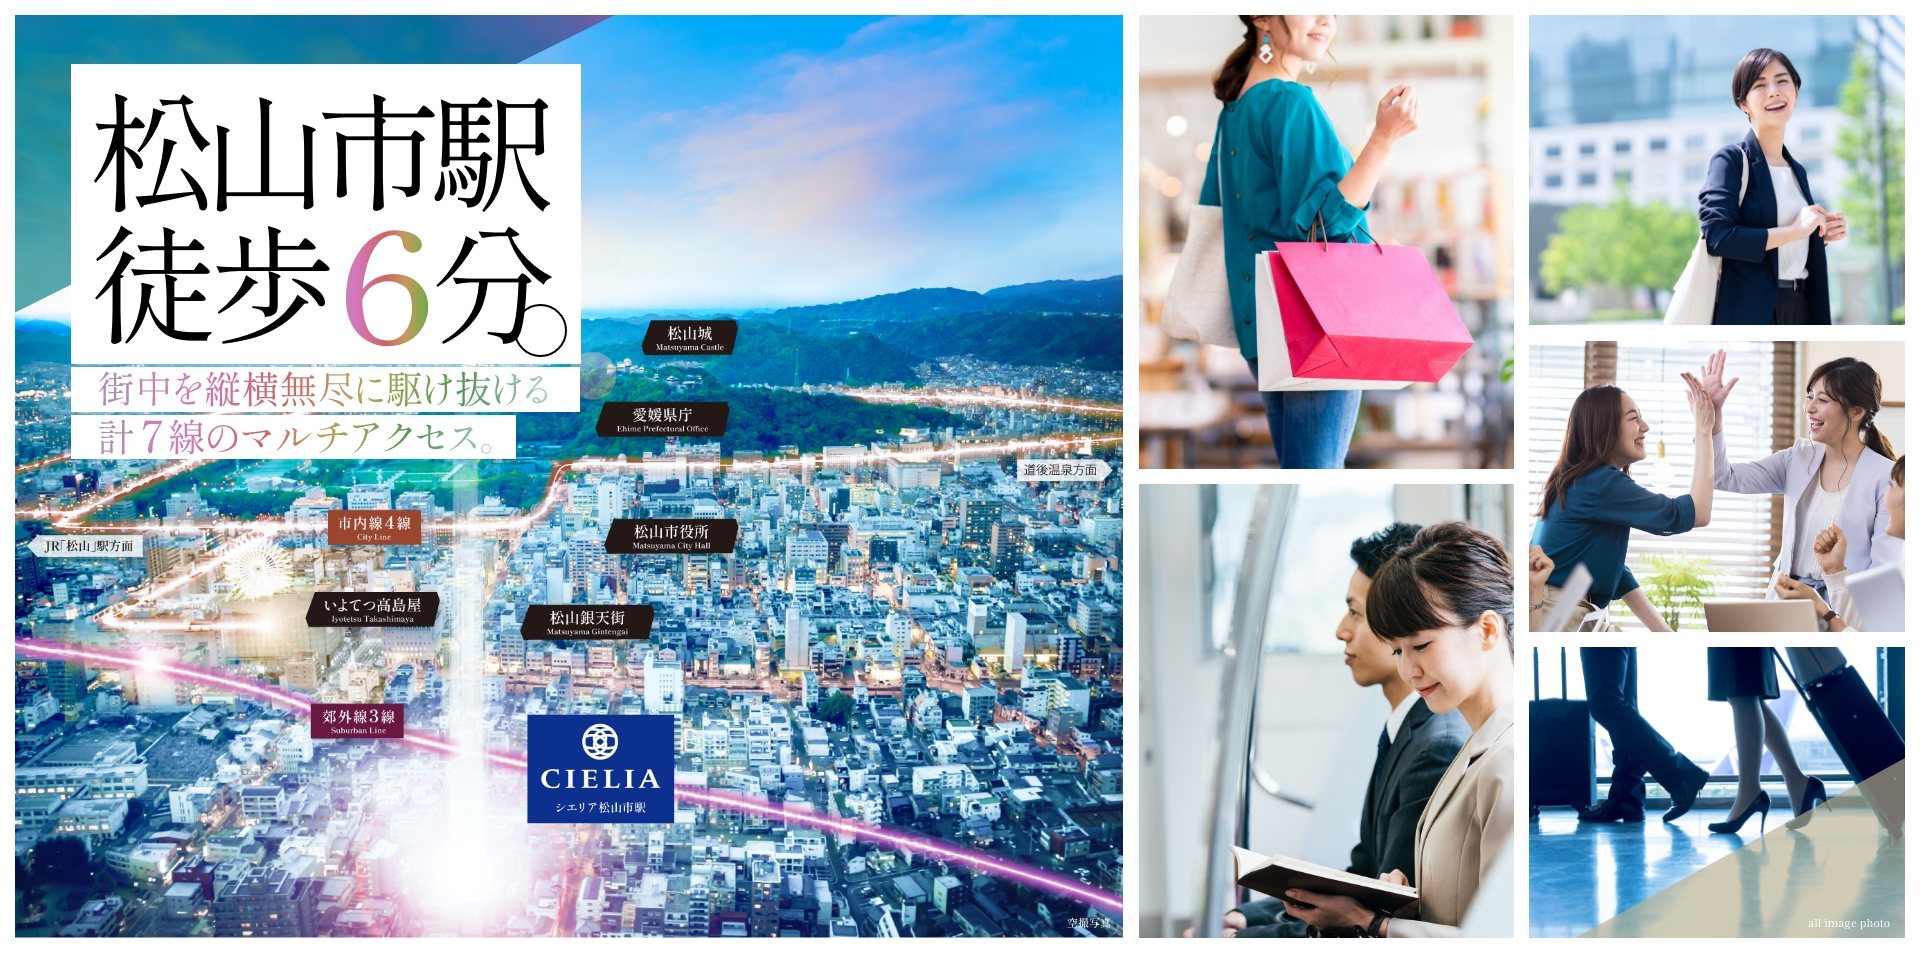 松山市駅
徒歩6分。
街中を縦横無尽に駆け抜ける
計7線のマルチアクセス。
松山城
Matsuyama Castle
愛媛県庁
Ehime Prefectural Office
道後温泉方面
市内線4線
City Line
松山市役所
Matsuyama City Hall
JR「松山」駅方面
いよてつ高島屋
Iyotetsu Takashimaya
松山銀天街
Matsuyama Gintengai
郊外線3線
Suburban Line
CIELIA
シエリア松山市駅
空撮写真
all image photo